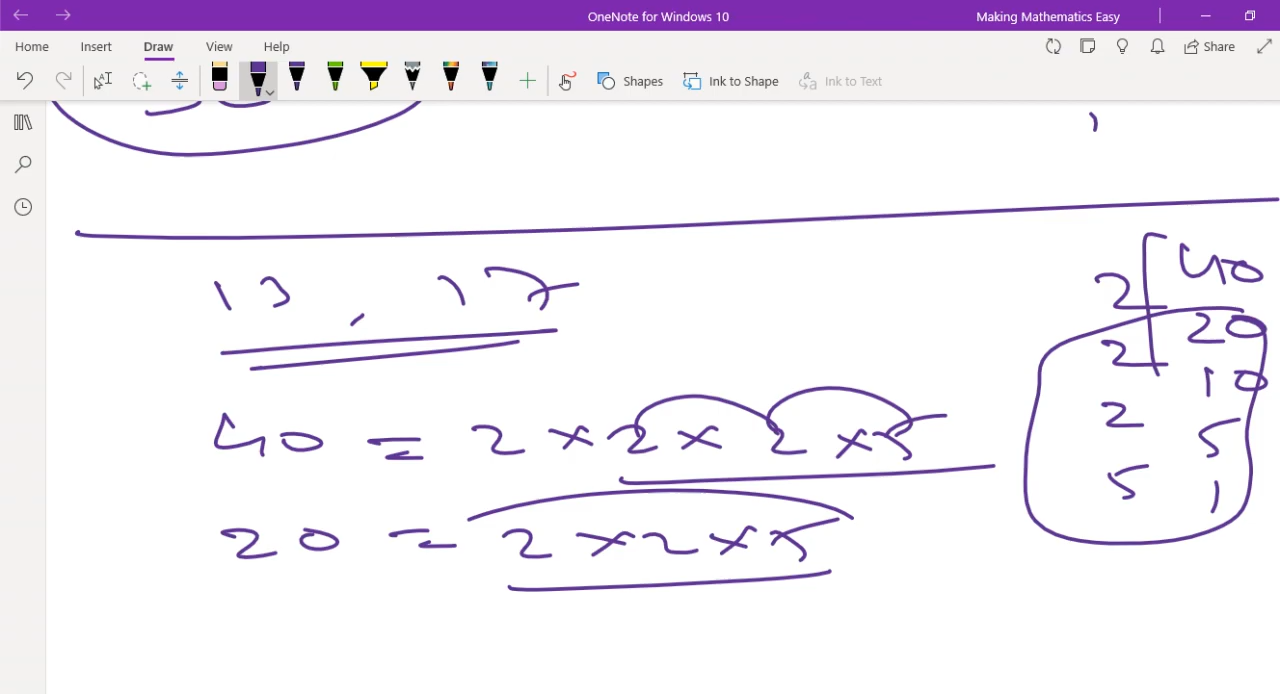 OneNote for Windows 10
Making Mathematics Easy
Home Insert Draw View Help
Share
Shapes
Ink to Shape
Ink to Text
13, 17
40 = 2 × 2 × 2 × 5
20 = 2 × 2 × 5
2 40
2 20
2 10
5 5
1